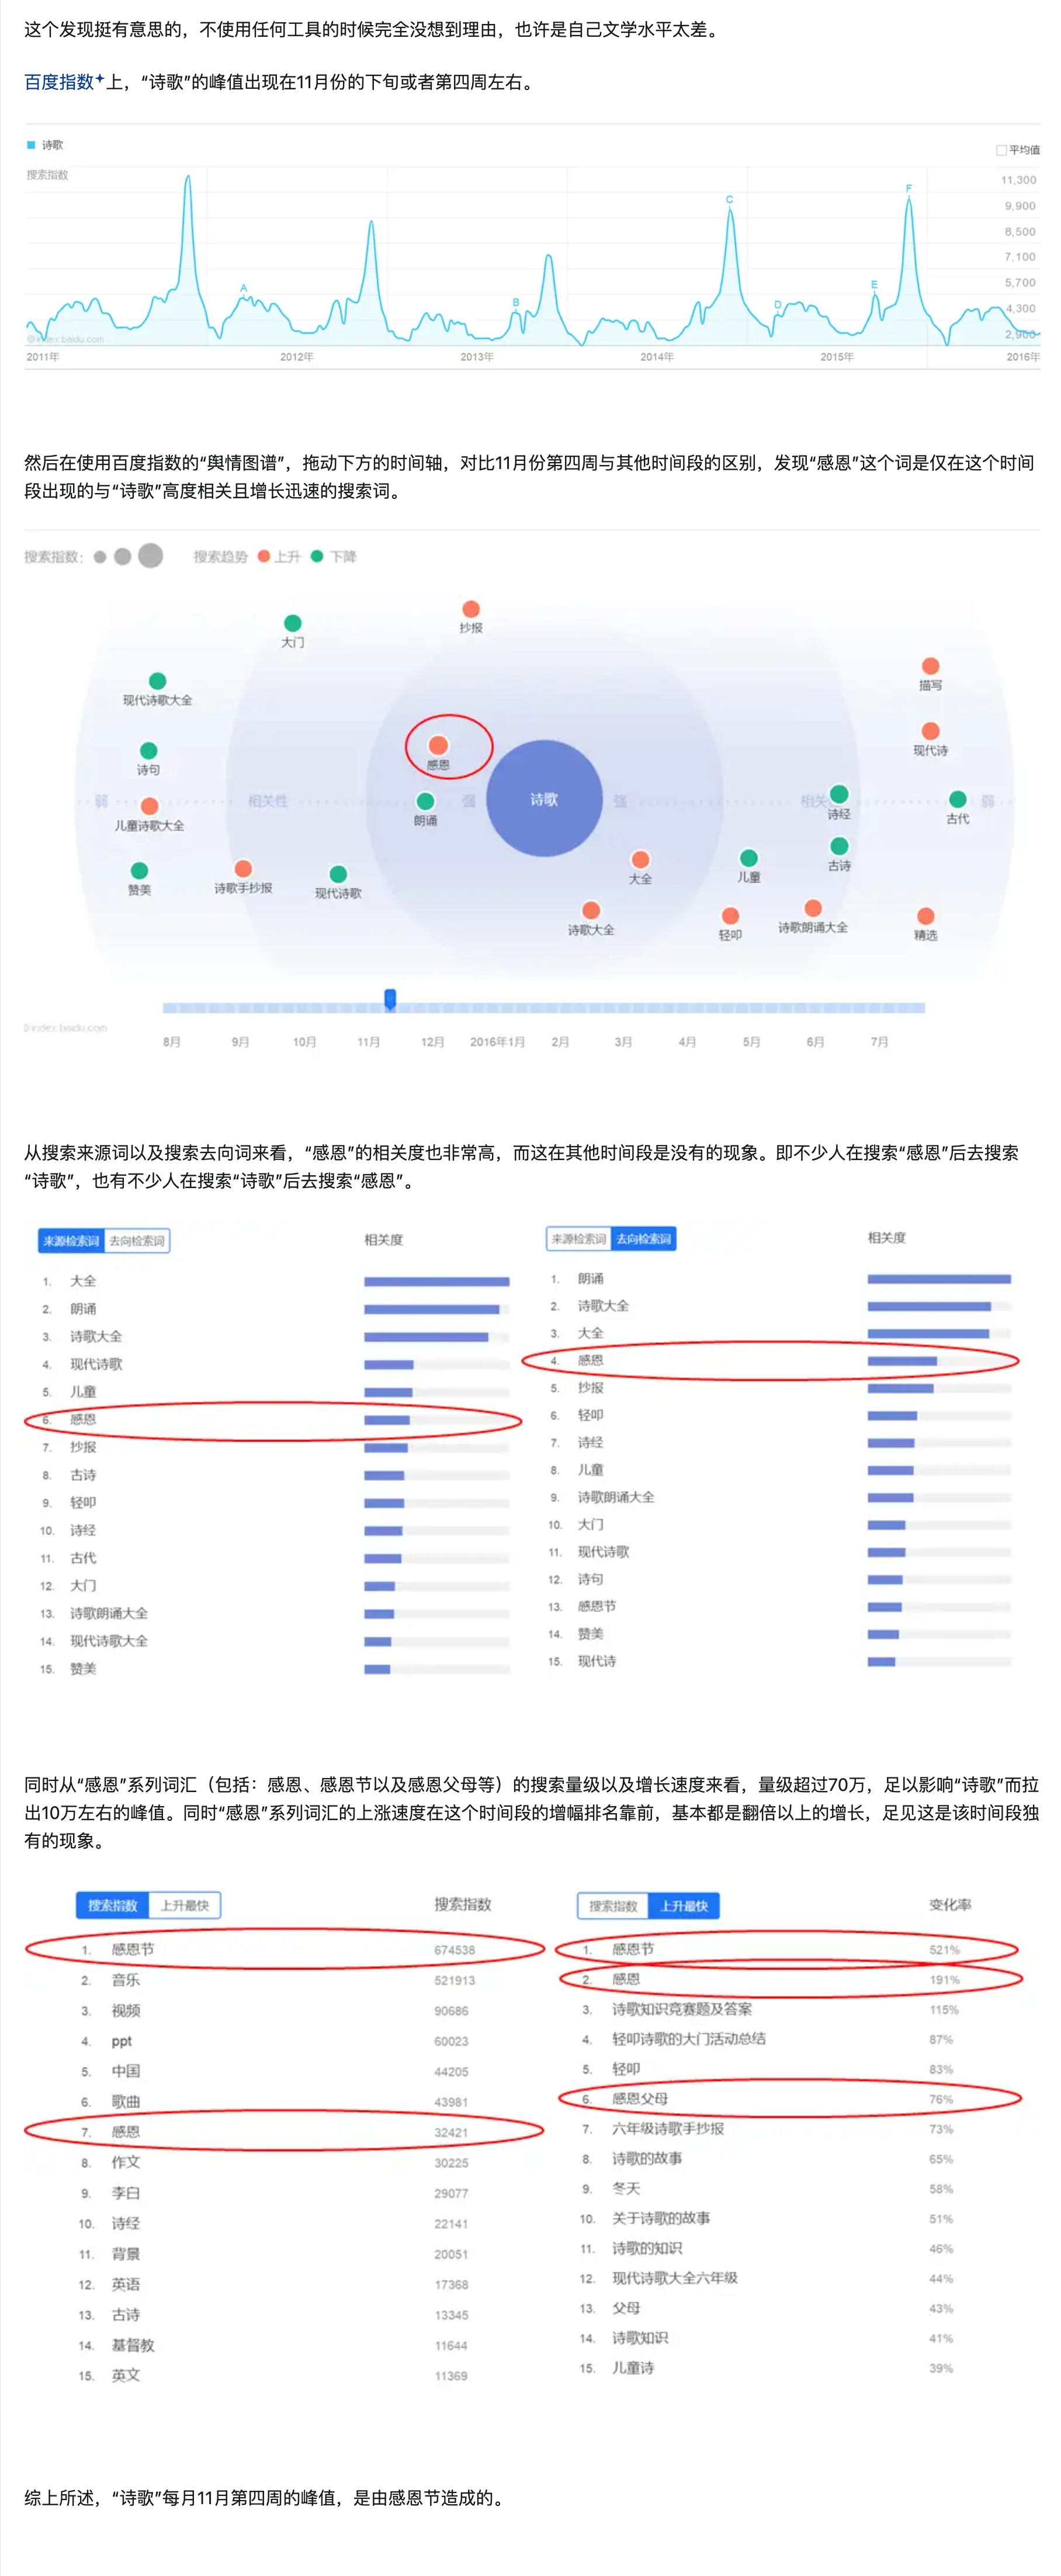 这个发现挺有意思的，不使用任何工具的时候完全没想到理由，也许是自己文学水平太差。
百度指数上，“诗歌”的峰值出现在11月份的下旬或者第四周左右。
诗歌
平均值
搜索指数
11,300
9,900
8,500
7,100
5,700
4,300
2,900
A
B
C
D
E
F
©index.baidu.com
2011年 2012年 2013年 2014年 2015年 2016年
然后在使用百度指数的“舆情图谱”，拖动下方的时间轴，对比11月份第四周与其他时间段的区别，发现“感恩”这个词是仅在这个时间
段出现的与“诗歌”高度相关且增长迅速的搜索词。
搜索指数： 搜索趋势 上升 下降
抄报
大门
描写
现代诗歌大全
现代诗
感恩
诗句
弱 相关性 强 诗歌 强 相关 弱
诗经
古代
朗诵
儿童诗歌大全
古诗
大全
儿童
赞美
诗歌手抄报
现代诗歌
诗歌大全
轻叩
诗歌朗诵大全
精选
index.baidu.com
8月 9月 10月 11月 12月 2016年1月 2月 3月 4月 5月 6月 7月
从搜索来源词以及搜索去向词来看，“感恩”的相关度也非常高，而这在其他时间段是没有的现象。即不少人在搜索“感恩”后去搜索
“诗歌”，也有不少人在搜索“诗歌”后去搜索“感恩”。
来源检索词 去向检索词 相关度
1. 大全
2. 朗诵
3. 诗歌大全
4. 现代诗歌
5. 儿童
6. 感恩
7. 抄报
8. 古诗
9. 轻叩
10. 诗经
11. 古代
12. 大门
13. 诗歌朗诵大全
14. 现代诗歌大全
15. 赞美
来源检索词 去向检索词 相关度
1. 朗诵
2. 诗歌大全
3. 大全
4. 感恩
5. 抄报
6. 轻叩
7. 诗经
8. 儿童
9. 诗歌朗诵大全
10. 大门
11. 现代诗歌
12. 诗句
13. 感恩节
14. 赞美
15. 现代诗
同时从“感恩”系列词汇（包括：感恩、感恩节以及感恩父母等）的搜索量级以及增长速度来看，量级超过70万，足以影响“诗歌”而拉
出10万左右的峰值。同时“感恩”系列词汇的上涨速度在这个时间段的增幅排名靠前，基本都是翻倍以上的增长，足见这是该时间段独
有的现象。
搜索指数 上升最快 搜索指数
1. 感恩节 674538
2. 音乐 521913
3. 视频 90686
4. ppt 60023
5. 中国 44205
6. 歌曲 43981
7. 感恩 32421
8. 作文 30225
9. 李白 29077
10. 诗经 22141
11. 背景 20051
12. 英语 17368
13. 古诗 13345
14. 基督教 11644
15. 英文 11369
搜索指数 上升最快 变化率
1. 感恩节 521%
2. 感恩 191%
3. 诗歌知识竞赛题及答案 115%
4. 轻叩诗歌的大门活动总结 87%
5. 轻叩 83%
6. 感恩父母 76%
7. 六年级诗歌手抄报 73%
8. 诗歌的故事 65%
9. 冬天 58%
10. 关于诗歌的故事 51%
11. 诗歌的知识 46%
12. 现代诗歌大全六年级 44%
13. 父母 43%
14. 诗歌知识 41%
15. 儿童诗 39%
综上所述，“诗歌”每月11月第四周的峰值，是由感恩节造成的。